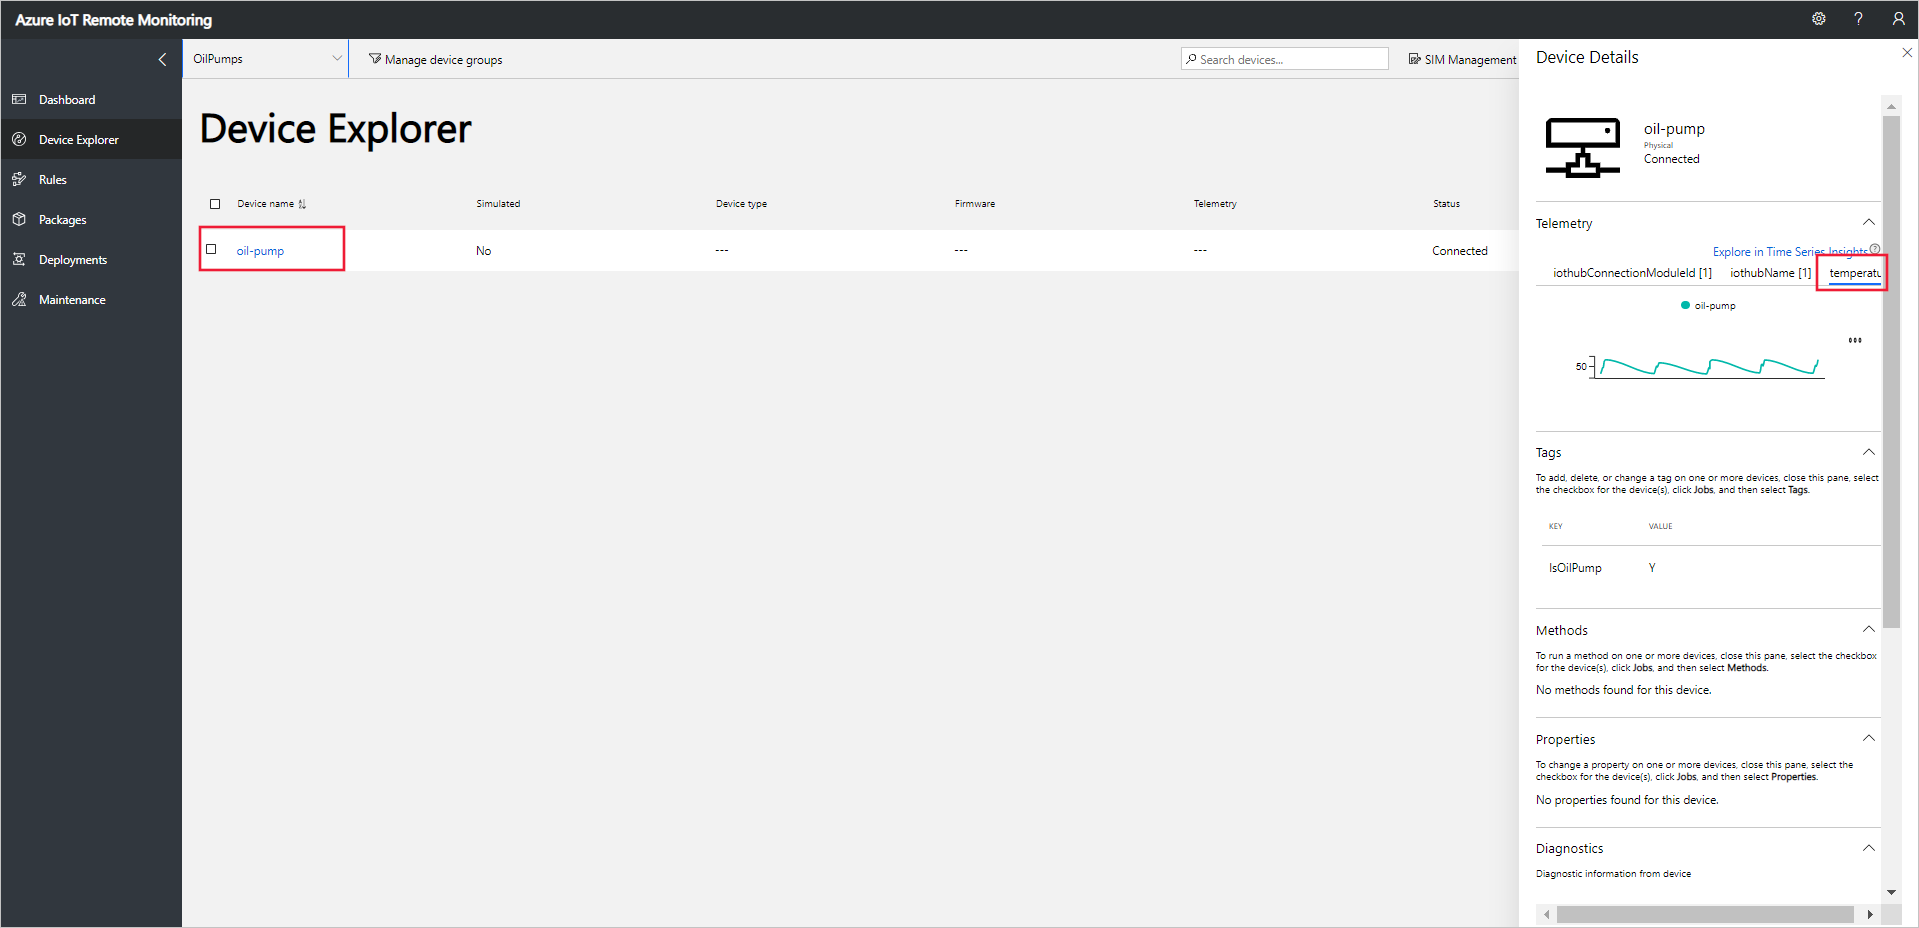 Azure IoT Remote Monitoring
?
OilPumps
Manage device groups
Search devices...
SIM Management
Dashboard
Device Explorer
Rules
Packages
Deployments
Maintenance
Device Explorer
Device name
Simulated
Device type
Firmware
Telemetry
Status
oil-pump
No
---
---
---
Connected
Device Details
oil-pump
Physical
Connected
Telemetry
Explore in Time Series Insights
iothubConnectionModuleId [1]
iothubName [1]
temperatu
oil-pump
50
Tags
To add, delete, or change a tag on one or more devices, close this pane, select
the checkbox for the device(s), click Jobs, and then select Tags.
KEY
VALUE
IsOilPump
Y
Methods
To run a method on one or more devices, close this pane, select the checkbox
for the device(s), click Jobs, and then select Methods.
No methods found for this device.
Properties
To change a property on one or more devices, close this pane, select the
checkbox for the device(s), click Jobs, and then select Properties.
No properties found for this device.
Diagnostics
Diagnostic information from device